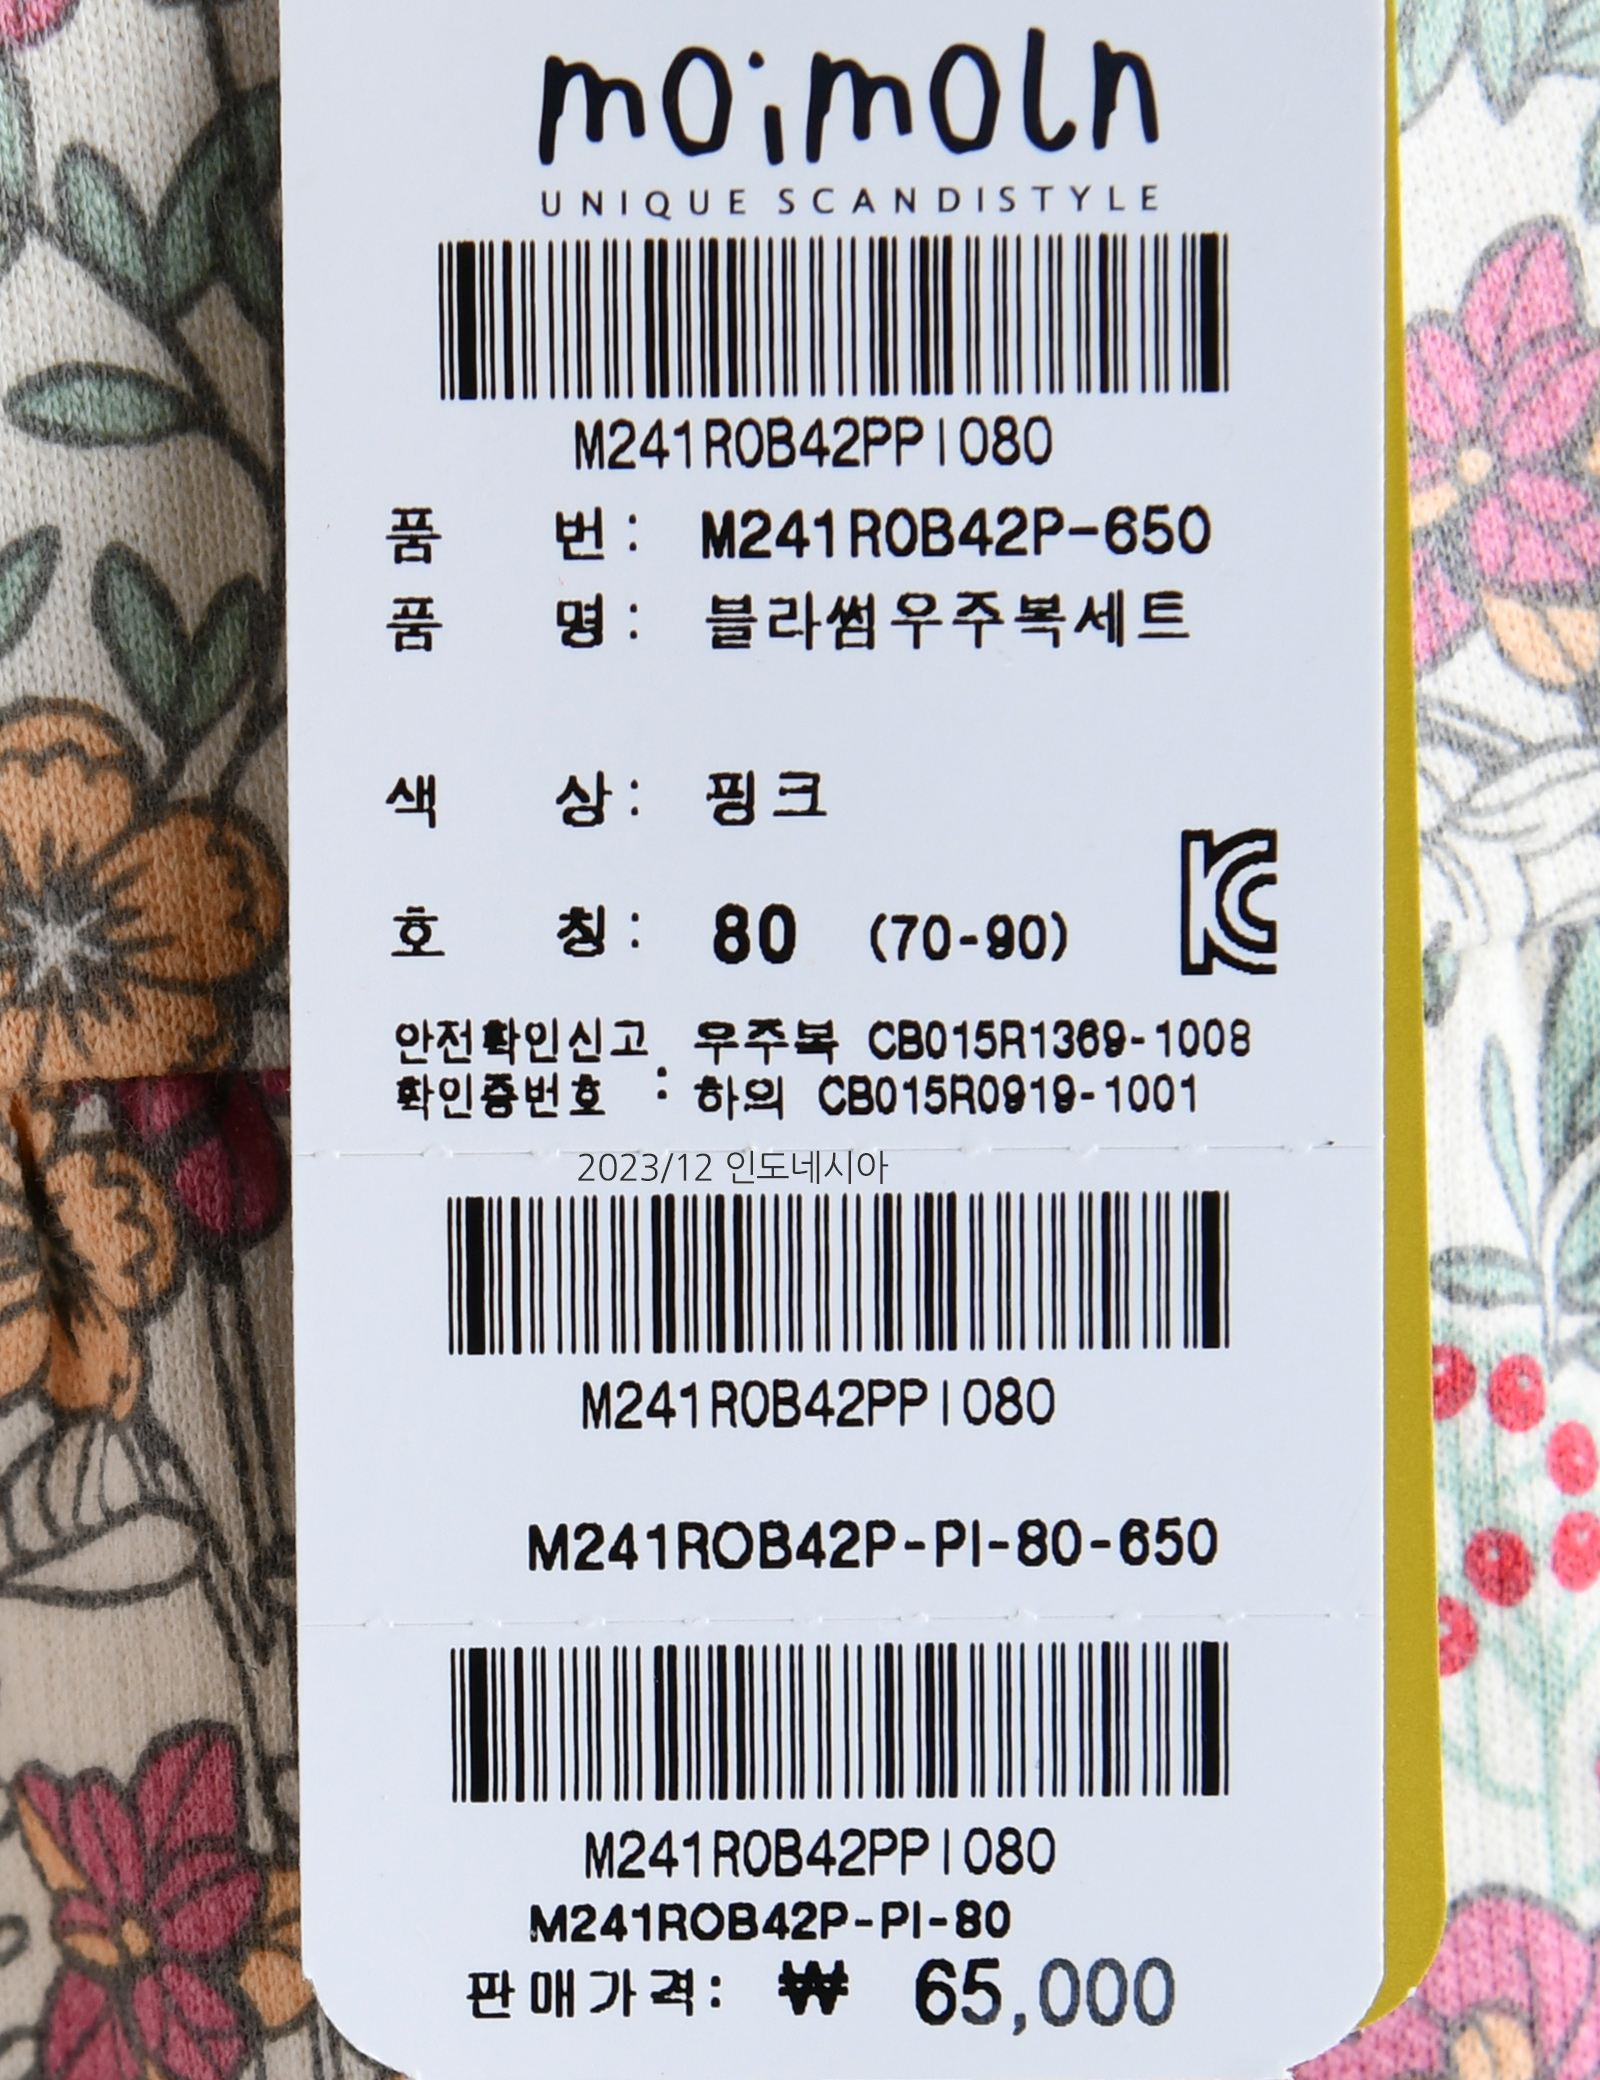 moimoln
UNIQUE SCANDISTYLE
M241ROB42PPI080
품 번 : M241ROB42P-650
품 명 : 블라썸우주복세트
색 상 : 핑크
호 칭 : 80 (70-90)
안전확인신고 우주복 CB015R1369-1008
확인증번호 : 하의 CB015R0919-1001
2023/12 인도네시아
M241ROB42PPI080
M241ROB42P-PI-80-650
M241ROB42PPI080
M241ROB42P-PI-80
판매가격: ₩ 65,000